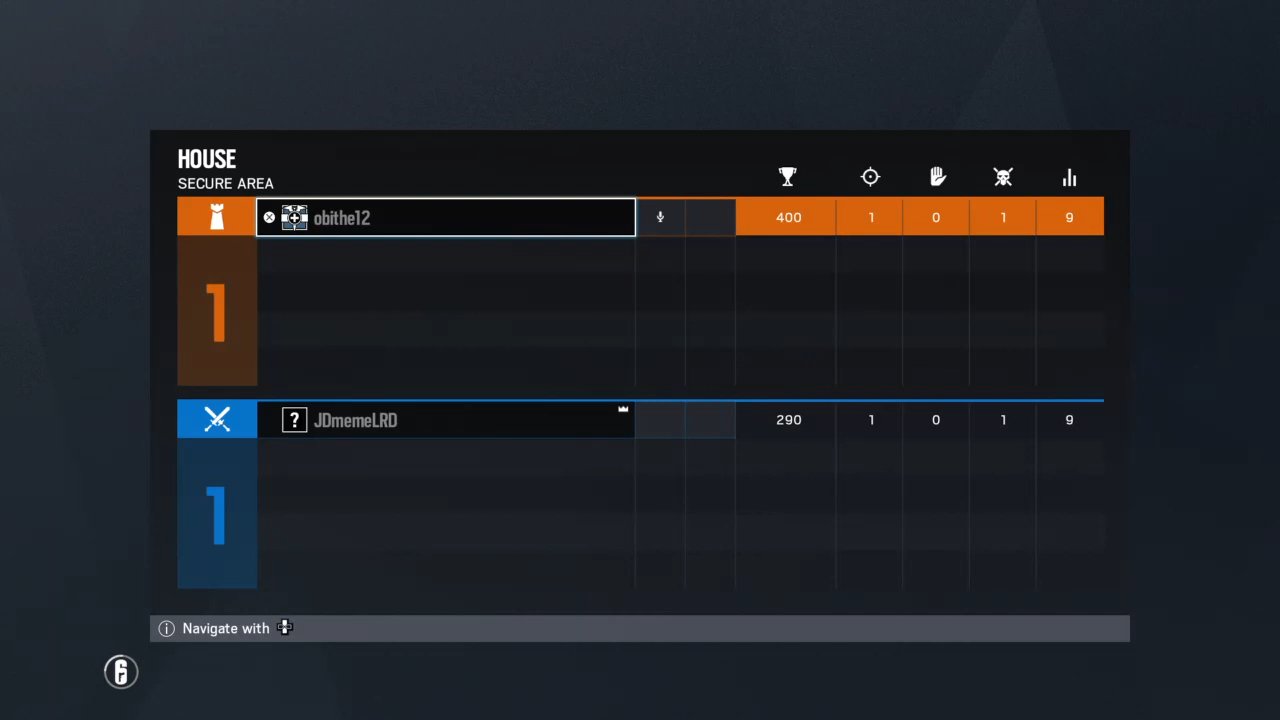 HOUSE
SECURE AREA
obithe12 400 1 0 1 9
1
? JDmemeLRD 290 1 0 1 9
1
Navigate with